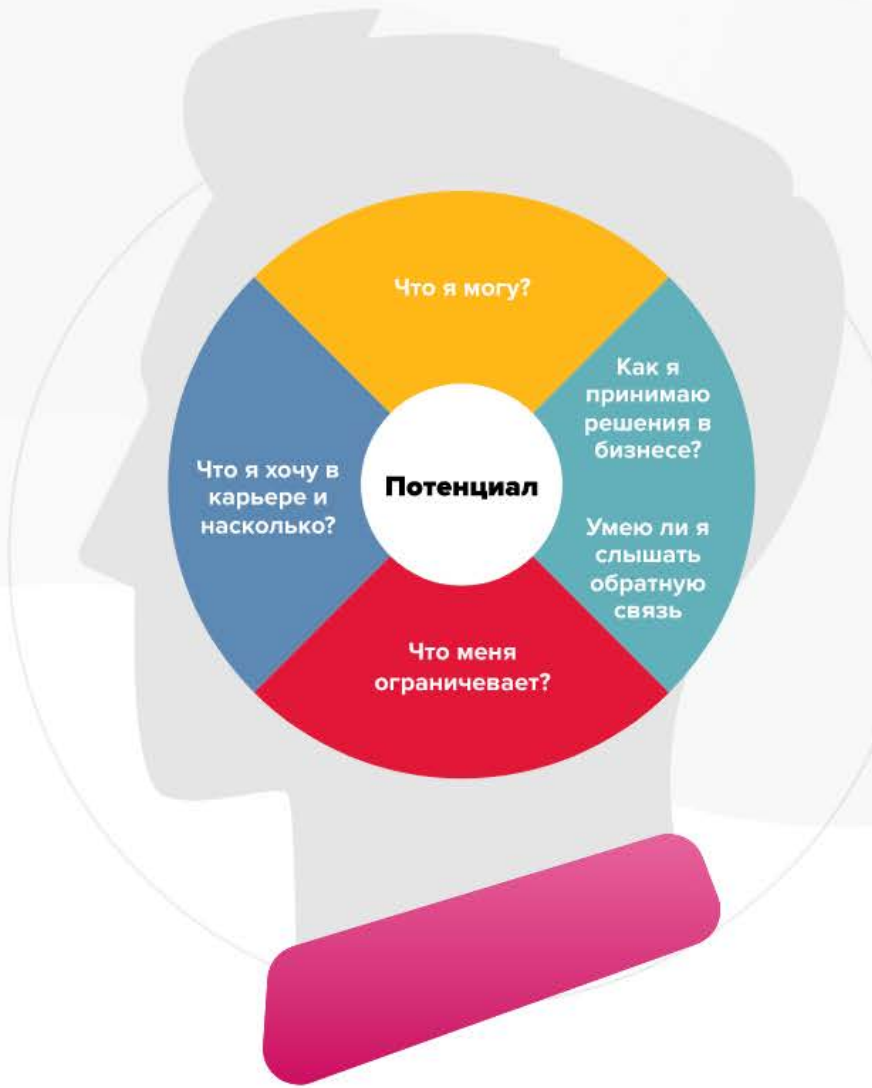 Что я могу?
Как я
принимаю
решения в
бизнесе?
Что я хочу в
карьере и
насколько?
Потенциал
Умею ли я
слышать
обратную
связь
Что меня
ограничевает?